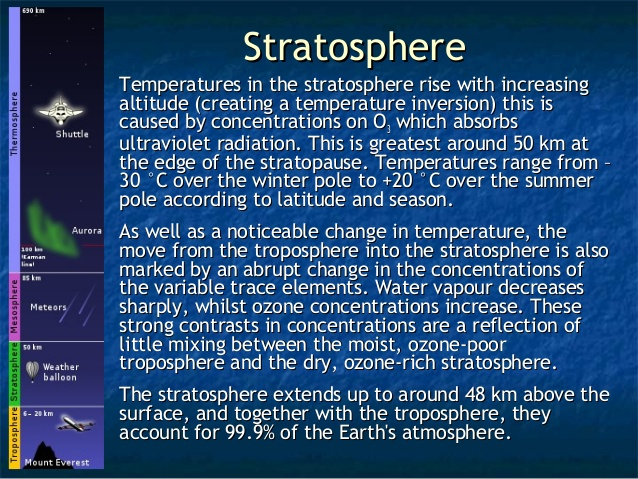 Stratosphere
Temperatures in the stratosphere rise with increasing
altitude (creating a temperature inversion) this is
caused by concentrations on O3 which absorbs
ultraviolet radiation. This is greatest around 50 km at
the edge of the stratopause. Temperatures range from –
30 °C over the winter pole to +20 °C over the summer
pole according to latitude and season.
As well as a noticeable change in temperature, the
move from the troposphere into the stratosphere is also
marked by an abrupt change in the concentrations of
the variable trace elements. Water vapour decreases
sharply, whilst ozone concentrations increase. These
strong contrasts in concentrations are a reflection of
little mixing between the moist, ozone-poor
troposphere and the dry, ozone-rich stratosphere.
The stratosphere extends up to around 48 km above the
surface, and together with the troposphere, they
account for 99.9% of the Earth's atmosphere.
690 km
Thermosphere
Shuttle
Aurora
100 km
(Karman
line)
85 km
Mesosphere
Meteors
50 km
Stratosphere
Weather
balloon
6 – 20 km
Troposphere
Mount Everest